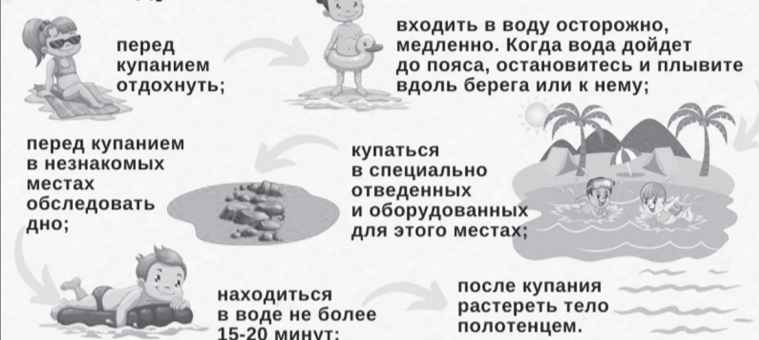 перед
купанием
отдохнуть;
входить в воду осторожно,
медленно. Когда вода дойдет
до пояса, остановитесь и плывите
вдоль берега или к нему;
купаться
в специально
отведенных
и оборудованных
для этого местах;
перед купанием
в незнакомых
местах
обследовать
дно;
находиться
в воде не более
15-20 минут;
после купания
растереть тело
полотенцем.